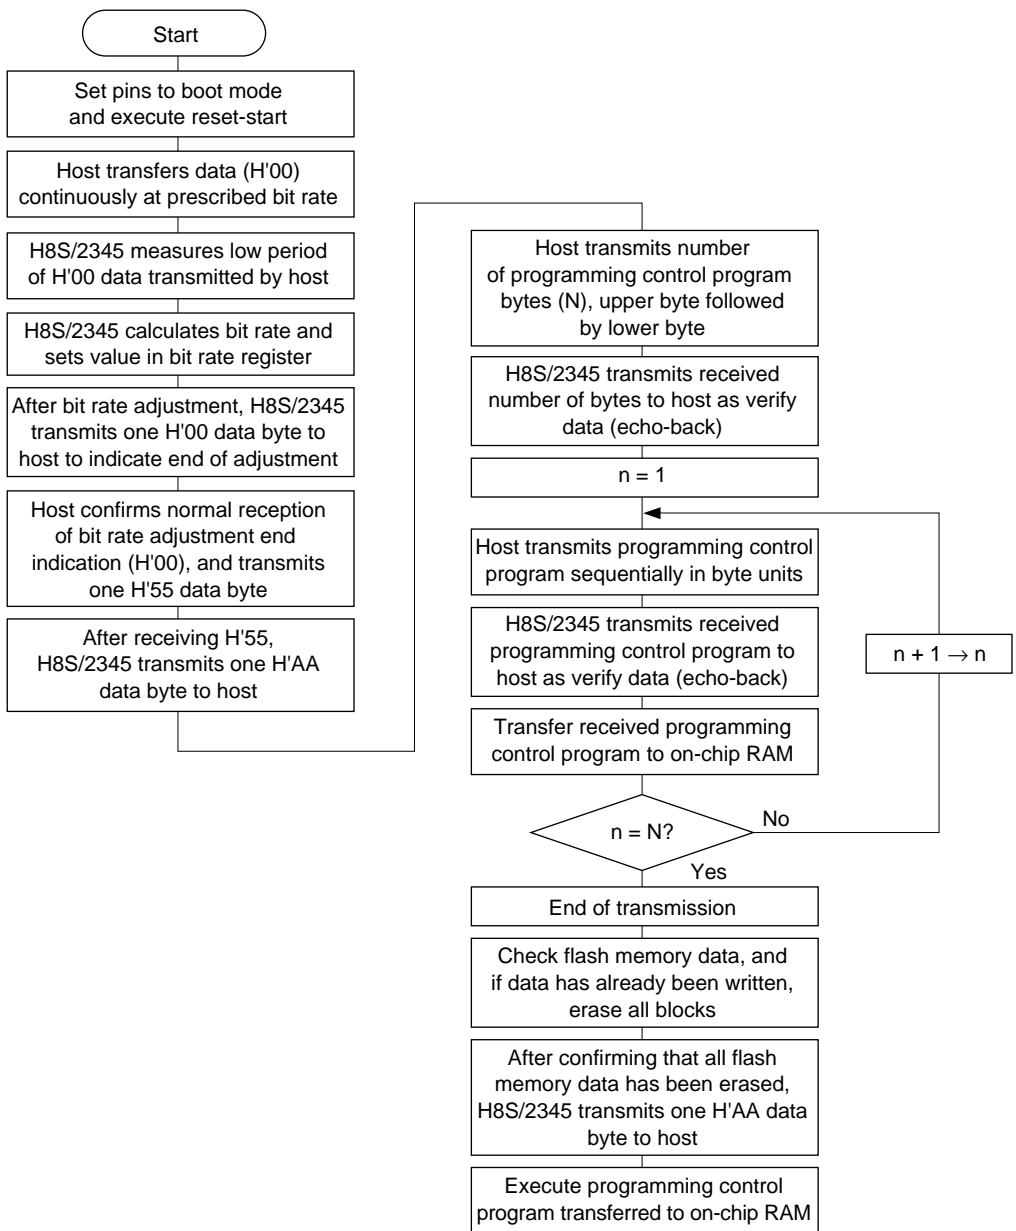 Start
Set pins to boot mode
and execute reset-start
Host transfers data (H'00)
continuously at prescribed bit rate
H8S/2345 measures low period
of H'00 data transmitted by host
H8S/2345 calculates bit rate and
sets value in bit rate register
After bit rate adjustment, H8S/2345
transmits one H'00 data byte to
host to indicate end of adjustment
Host confirms normal reception
of bit rate adjustment end
indication (H'00), and transmits
one H'55 data byte
After receiving H'55,
H8S/2345 transmits one H'AA
data byte to host
Host transmits number
of programming control program
bytes (N), upper byte followed
by lower byte
H8S/2345 transmits received
number of bytes to host as verify
data (echo-back)
n = 1
Host transmits programming control
program sequentially in byte units
H8S/2345 transmits received
programming control program to
host as verify data (echo-back)
n + 1 → n
Transfer received programming
control program to on-chip RAM
n = N?
No
Yes
End of transmission
Check flash memory data, and
if data has already been written,
erase all blocks
After confirming that all flash
memory data has been erased,
H8S/2345 transmits one H'AA data
byte to host
Execute programming control
program transferred to on-chip RAM